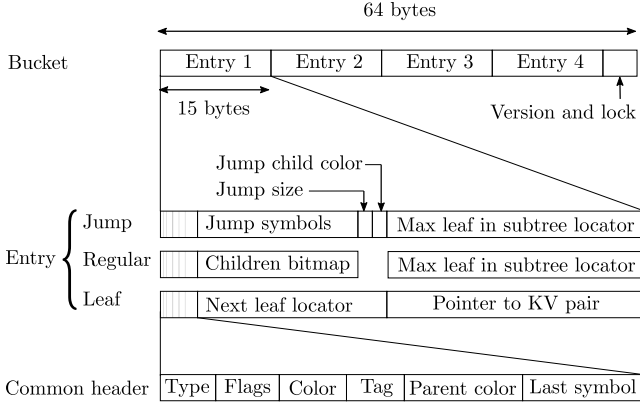 64 bytes
Bucket Entry 1 Entry 2 Entry 3 Entry 4
15 bytes
Version and lock
Jump child color
Jump size
Jump Jump symbols Max leaf in subtree locator
Entry Regular Children bitmap Max leaf in subtree locator
Leaf Next leaf locator Pointer to KV pair
Common header Type Flags Color Tag Parent color Last symbol